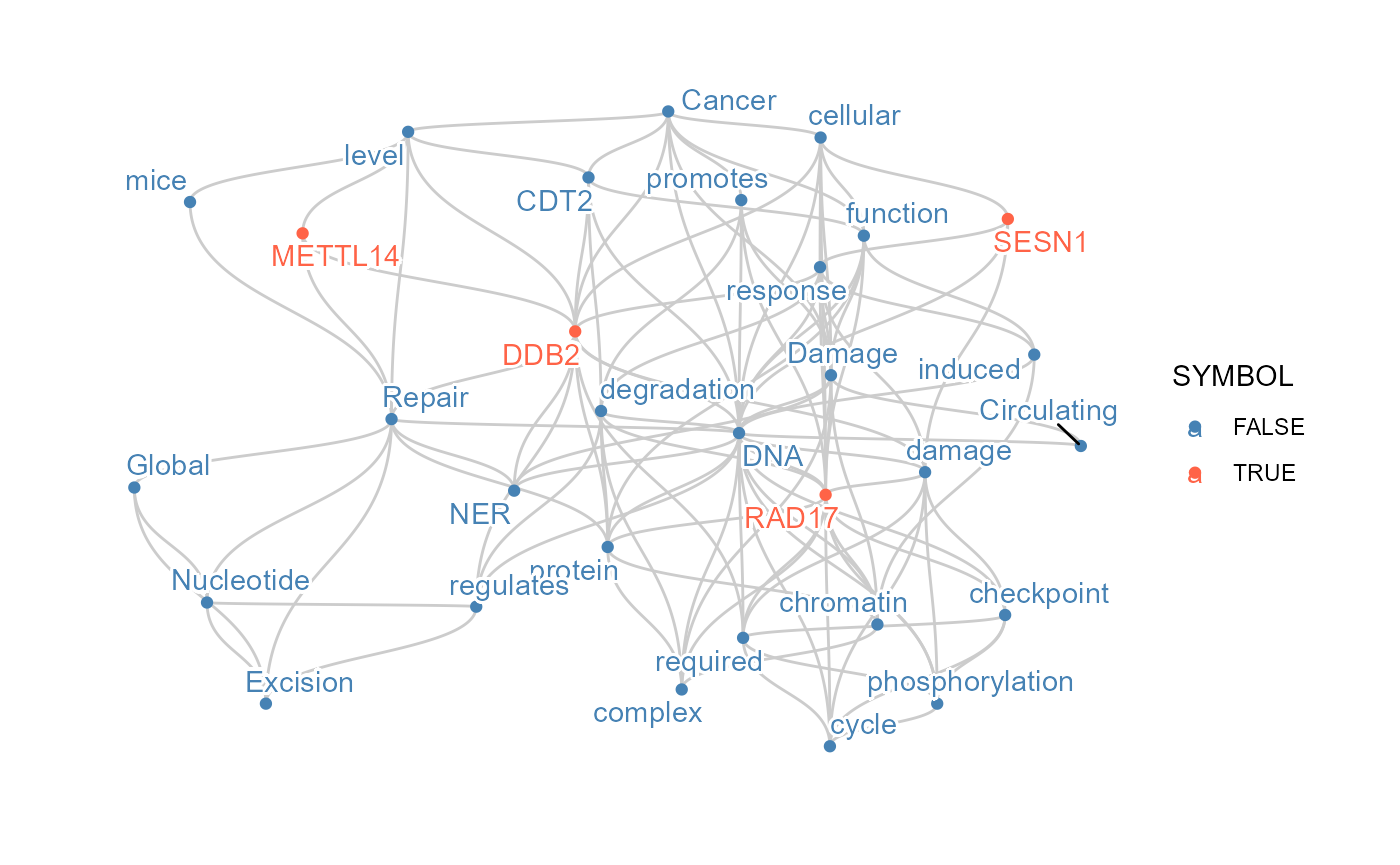 Cancer
cellular
level
mice
promotes
CDT2
function
METTL14
SESN1
response
DDB2
Damage
induced
SYMBOL
degradation
Repair
Circulating
a FALSE
DNA
damage
Global
a TRUE
NER
RAD17
protein
Nucleotide
regulates
chromatin
checkpoint
required
Excision
phosphorylation
complex
cycle